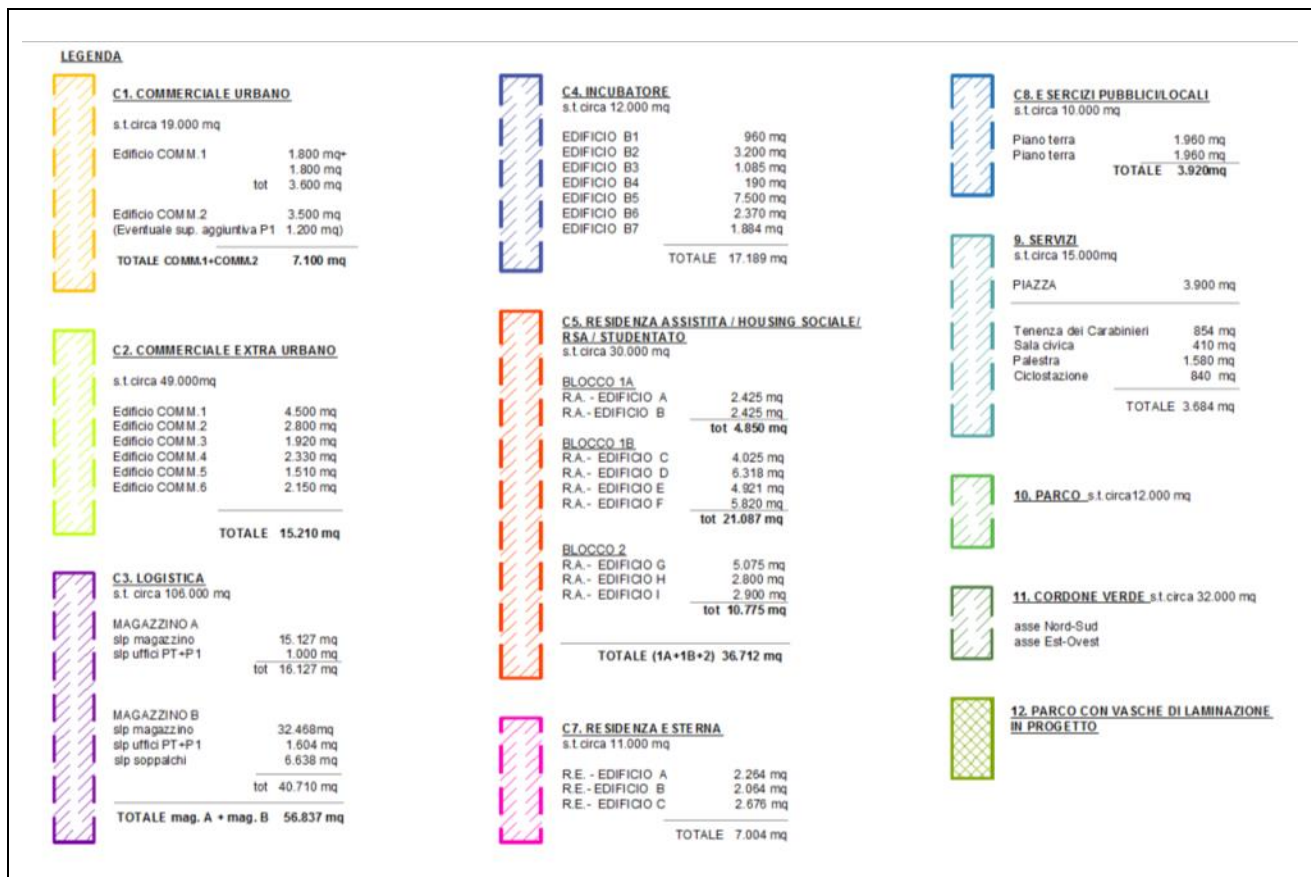 LEGENDA
C1. COMMERCIALE URBANO
s.t.circa 19.000 mq
Edificio COMM.1 1.800 mq+
1.800 mq
tot 3.600 mq
Edificio COMM.2 3.500 mq
(Eventuale sup. aggiuntiva P1 1.200 mq)
TOTALE COMM.1+COMM.2 7.100 mq
C2. COMMERCIALE EXTRA URBANO
s.t.circa 49.000mq
Edificio COMM.1 4.500 mq
Edificio COMM.2 2.800 mq
Edificio COMM.3 1.920 mq
Edificio COMM.4 2.330 mq
Edificio COMM.5 1.510 mq
Edificio COMM.6 2.150 mq
TOTALE 15.210 mq
C3. LOGISTICA
s.t. circa 106.000 mq
MAGAZZINO A
slp magazzino 15.127 mq
slp uffici PT+P1 1.000 mq
tot 16.127 mq
MAGAZZINO B
slp magazzino 32.468mq
slp uffici PT+P1 1.604 mq
slp soppalchi 6.638 mq
tot 40.710 mq
TOTALE mag. A + mag. B 56.837 mq
C4. INCUBATORE
s.t.circa 12.000 mq
EDIFICIO B1 960 mq
EDIFICIO B2 3.200 mq
EDIFICIO B3 1.085 mq
EDIFICIO B4 190 mq
EDIFICIO B5 7.500 mq
EDIFICIO B6 2.370 mq
EDIFICIO B7 1.884 mq
TOTALE 17.189 mq
C5. RESIDENZA ASSISTITA / HOUSING SOCIALE/
RSA / STUDENTATO
s.t.circa 30.000 mq
BLOCCO 1A
R.A. - EDIFICIO A 2.425 mq
R.A. - EDIFICIO B 2.425 mq
tot 4.850 mq
BLOCCO 1B
R.A.- EDIFICIO C 4.025 mq
R.A.- EDIFICIO D 6.318 mq
R.A.- EDIFICIO E 4.921 mq
R.A.- EDIFICIO F 5.820 mq
tot 21.087 mq
BLOCCO 2
R.A.- EDIFICIO G 5.075 mq
R.A.- EDIFICIO H 2.800 mq
R.A.- EDIFICIO I 2.900 mq
tot 10.775 mq
TOTALE (1A+1B+2) 36.712 mq
C7. RESIDENZA ESTERNA
s.t.circa 11.000 mq
R.E. - EDIFICIO A 2.264 mq
R.E.- EDIFICIO B 2.064 mq
R.E.- EDIFICIO C 2.676 mq
TOTALE 7.004 mq
C8. ESERCIZI PUBBLICI/LOCALI
s.t.circa 10.000 mq
Piano terra 1.960 mq
Piano terra 1.960 mq
TOTALE 3.920mq
9. SERVIZI
s.t.circa 15.000mq
PIAZZA 3.900 mq
Tenenza dei Carabinieri 854 mq
Sala civica 410 mq
Palestra 1.580 mq
Ciclostazione 840 mq
TOTALE 3.684 mq
10. PARCO s.t.circa12.000 mq
11. CORDONE VERDE s.t.circa 32.000 mq
asse Nord-Sud
asse Est-Ovest
12. PARCO CON VASCHE DI LAMINAZIONE
IN PROGETTO